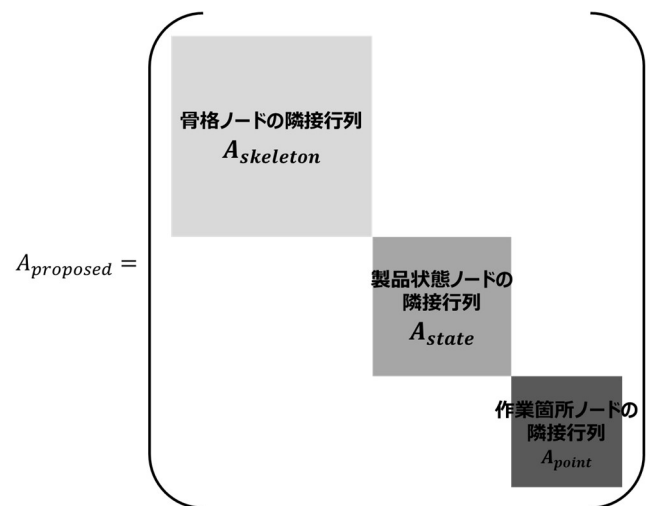 骨格ノードの隣接行列
A_skeleton
A_proposed =
製品状態ノードの
隣接行列
A_state
作業箇所ノードの
隣接行列
A_point